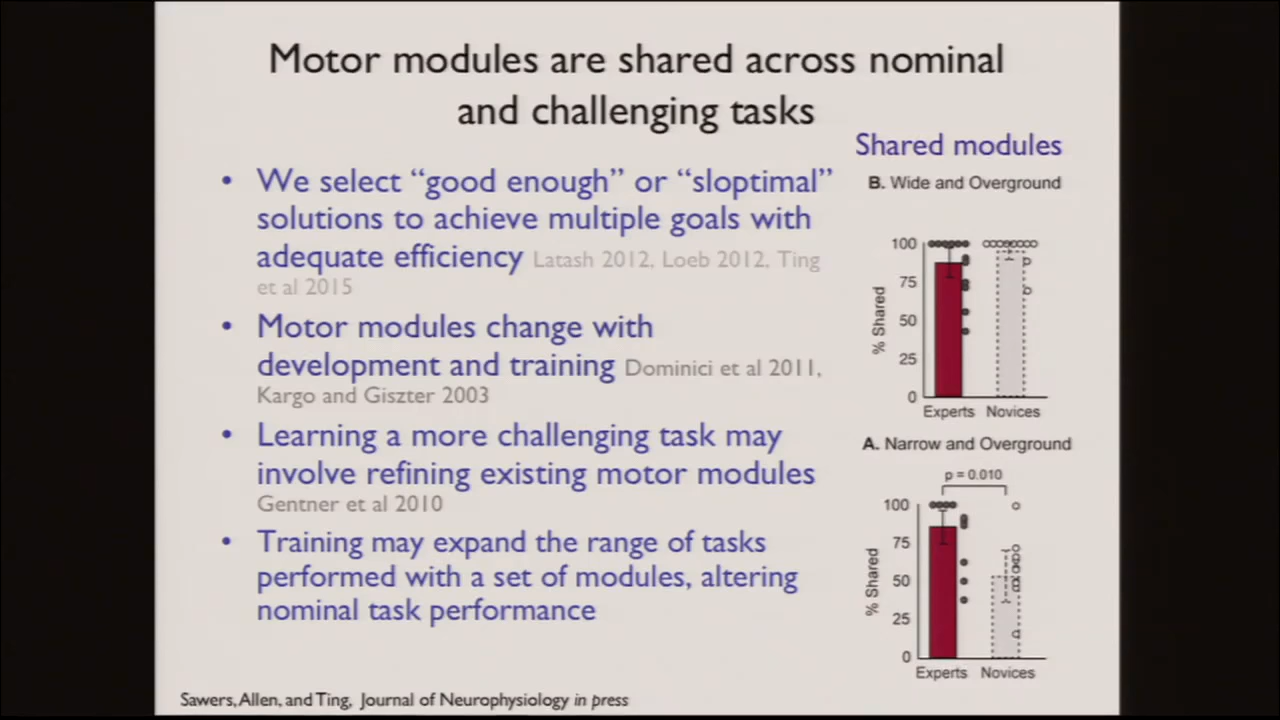 Motor modules are shared across nominal
and challenging tasks
• We select “good enough” or “sloptimal”
solutions to achieve multiple goals with
adequate efficiency Latash 2012, Loeb 2012, Ting
et al 2015
• Motor modules change with
development and training Dominici et al 2011,
Kargo and Giszter 2003
• Learning a more challenging task may
involve refining existing motor modules
Gentner et al 2010
• Training may expand the range of tasks
performed with a set of modules, altering
nominal task performance
Shared modules
B. Wide and Overground
% Shared
100
75
50
25
0
Experts Novices
A. Narrow and Overground
p = 0.010
% Shared
100
75
50
25
0
Experts Novices
Sawers, Allen, and Ting, Journal of Neurophysiology in press